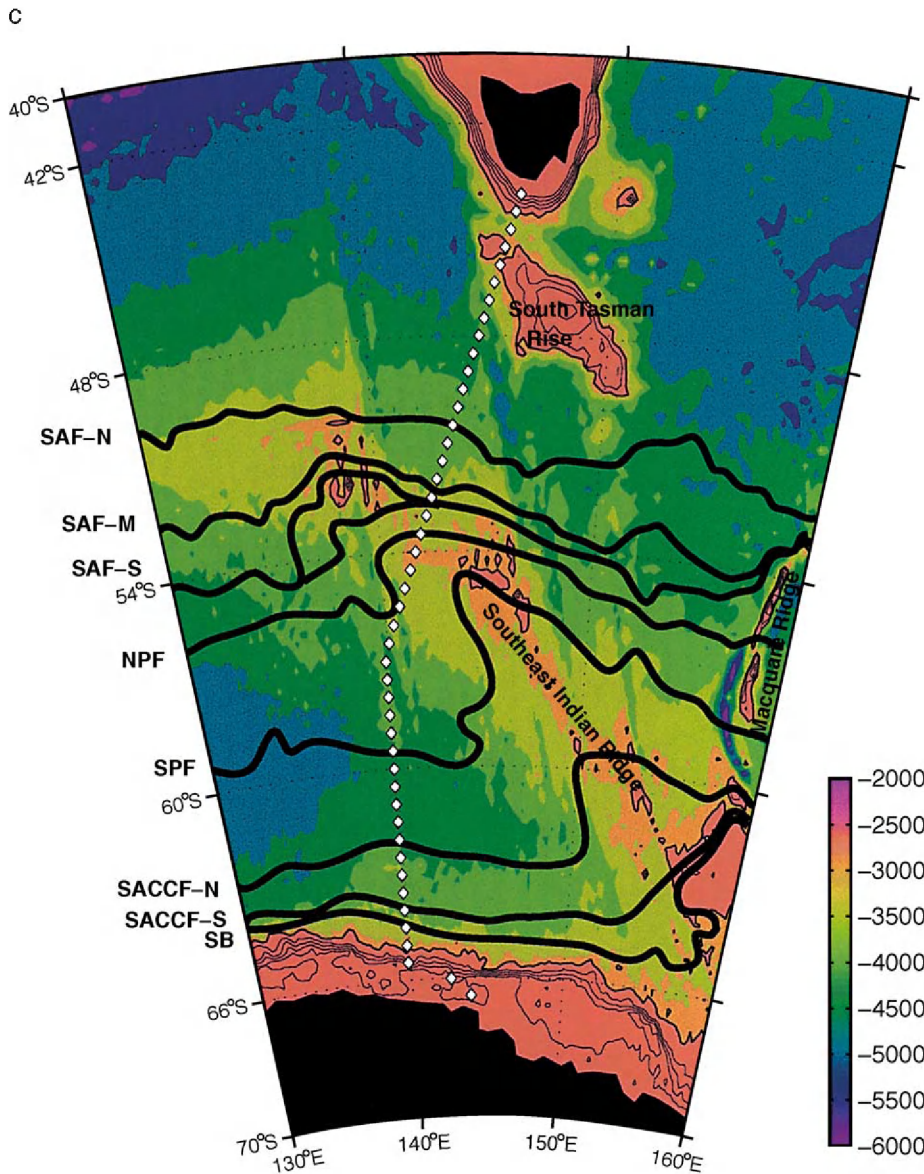 c
40°S
42°S
48°S
54°S
60°S
66°S
70°S
130°E
140°E
150°E
160°E
SAF–N
SAF–M
SAF–S
NPF
SPF
SACCF–N
SACCF–S
SB
South Tasman
Rise
Southeast Indian Ridge
Macquarie Ridge
−2000
−2500
−3000
−3500
−4000
−4500
−5000
−5500
−6000